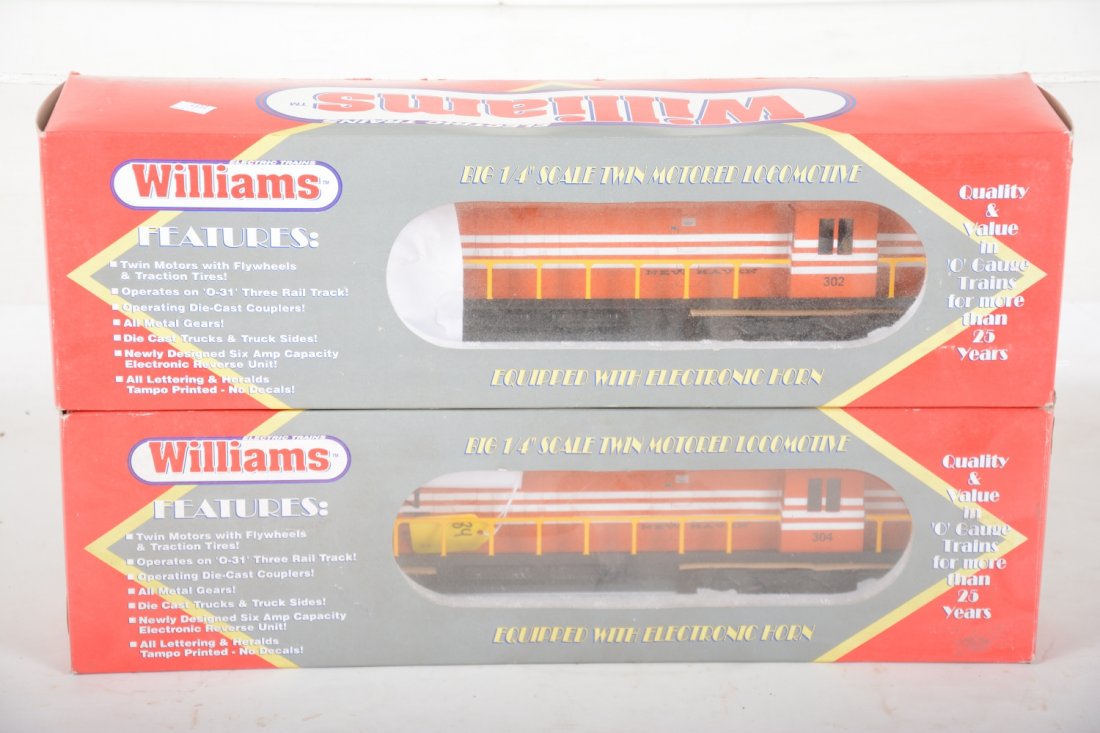 Williams™
ELECTRIC TRAINS
ELECTRIC TRAINS
Williams™
FEATURES:
Twin Motors with Flywheels
& Traction Tires!
Operates on 'O-31' Three Rail Track!
Operating Die-Cast Couplers!
All Metal Gears!
Die Cast Trucks & Truck Sides!
Newly Designed Six Amp Capacity
Electronic Reverse Unit!
All Lettering & Heralds
Tampo Printed - No Decals!
BIG 1/4" SCALE TWIN MOTORED LOCOMOTIVE
NEW HAVEN
302
EQUIPPED WITH ELECTRONIC HORN
Quality
&
Value
in
'O' Gauge
Trains
for more
than
25
Years
ELECTRIC TRAINS
Williams™
FEATURES:
Twin Motors with Flywheels
& Traction Tires!
Operates on 'O-31' Three Rail Track!
Operating Die-Cast Couplers!
All Metal Gears!
Die Cast Trucks & Truck Sides!
Newly Designed Six Amp Capacity
Electronic Reverse Unit!
All Lettering & Heralds
Tampo Printed - No Decals!
BIG 1/4" SCALE TWIN MOTORED LOCOMOTIVE
NEW HAVEN
304
EQUIPPED WITH ELECTRONIC HORN
Quality
&
Value
in
'O' Gauge
Trains
for more
than
25
Years